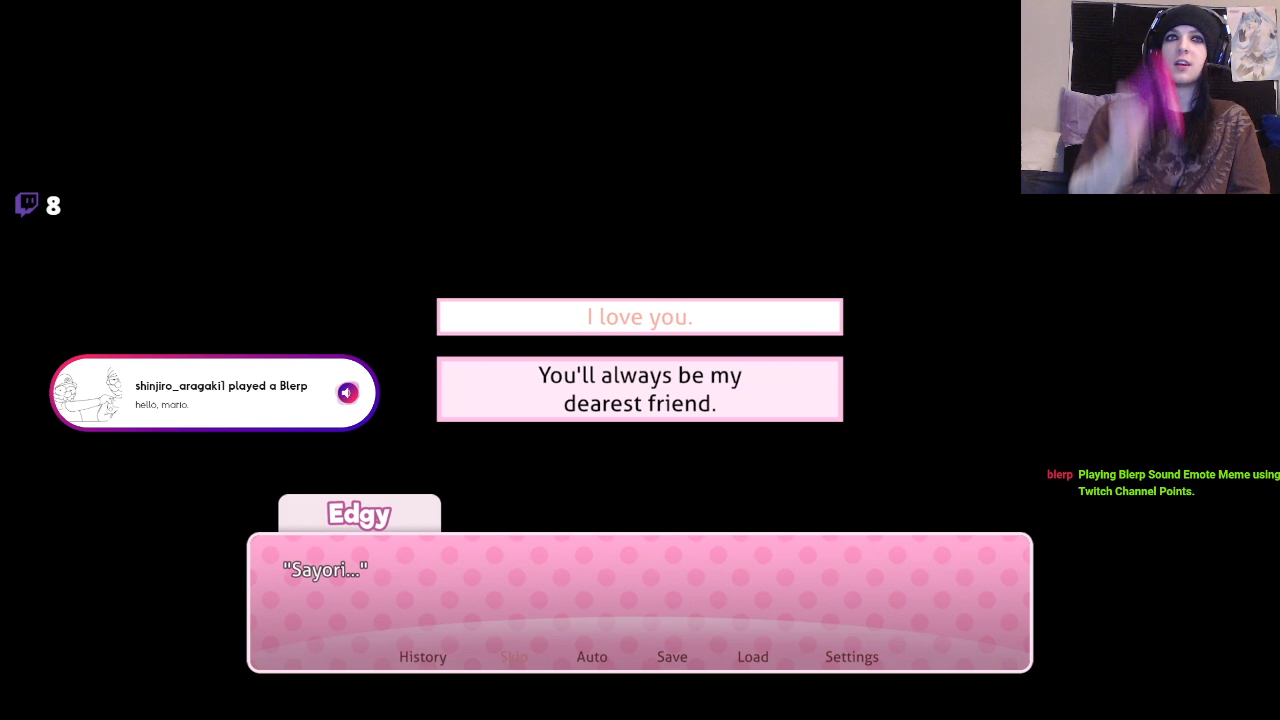 8
I love you.
You'll always be my
dearest friend.
shinjiro_aragaki1 played a Blerp
hello, mario.
blerp Playing Blerp Sound Emote Meme using
Twitch Channel Points.
Edgy
"Sayori..."
History Skip Auto Save Load Settings